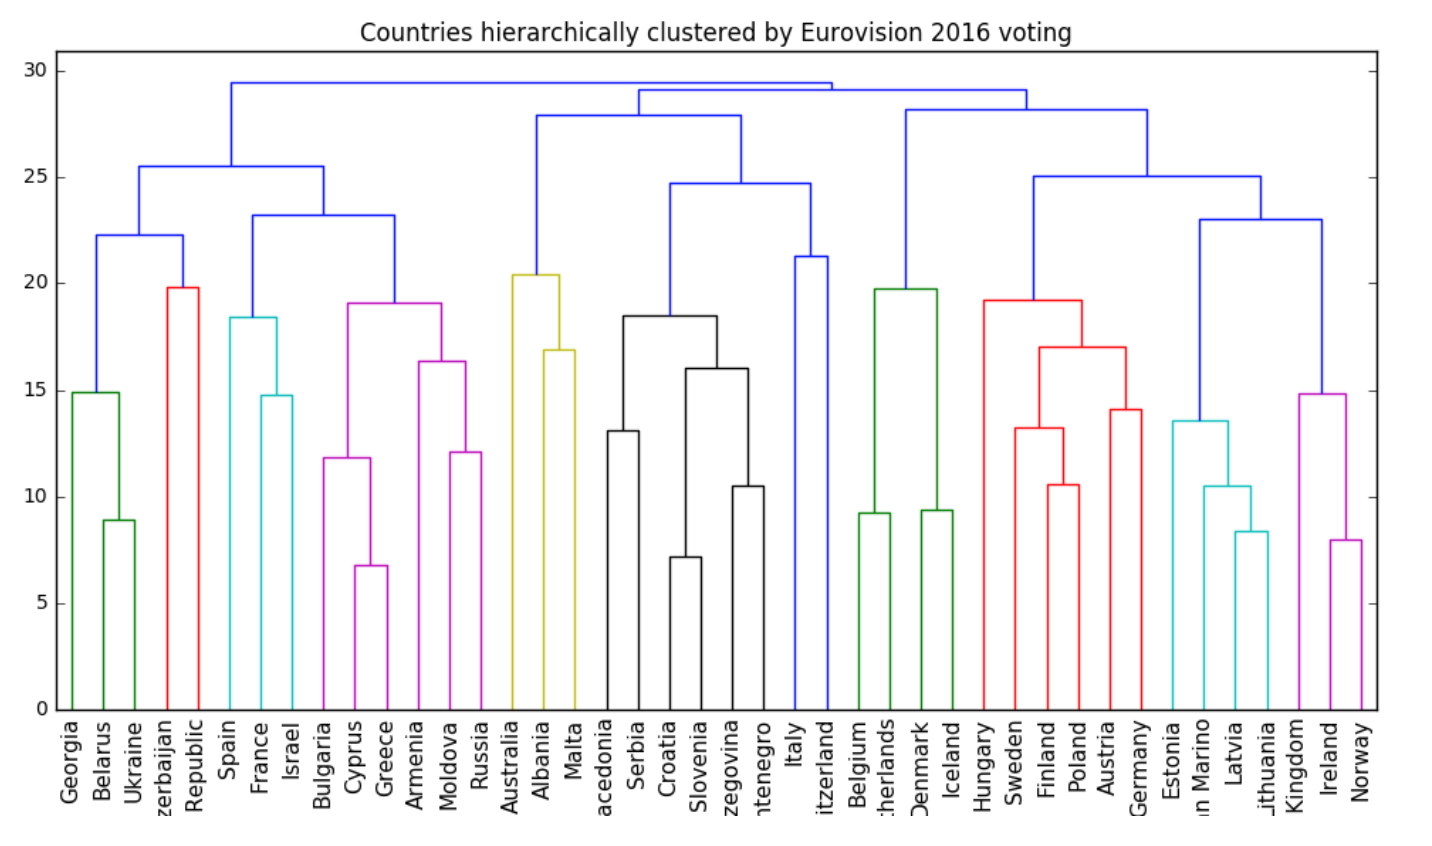 Countries hierarchically clustered by Eurovision 2016 voting
30
25
20
15
10
5
0
Georgia
Belarus
Ukraine
zerbaijan
Republic
Spain
France
Israel
Bulgaria
Cyprus
Greece
Armenia
Moldova
Russia
Australia
Albania
Malta
acedonia
Serbia
Croatia
Slovenia
zegovina
ntenegro
Italy
itzerland
Belgium
therlands
Denmark
Iceland
Hungary
Sweden
Finland
Poland
Austria
Germany
Estonia
n Marino
Latvia
Lithuania
Kingdom
Ireland
Norway